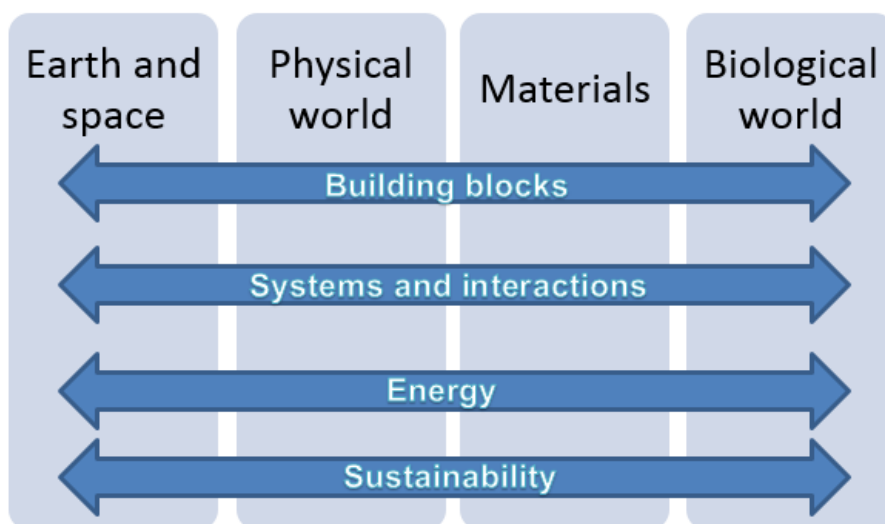 Earth and
space
Physical
world
Materials
Biological
world
Building blocks
Systems and interactions
Energy
Sustainability